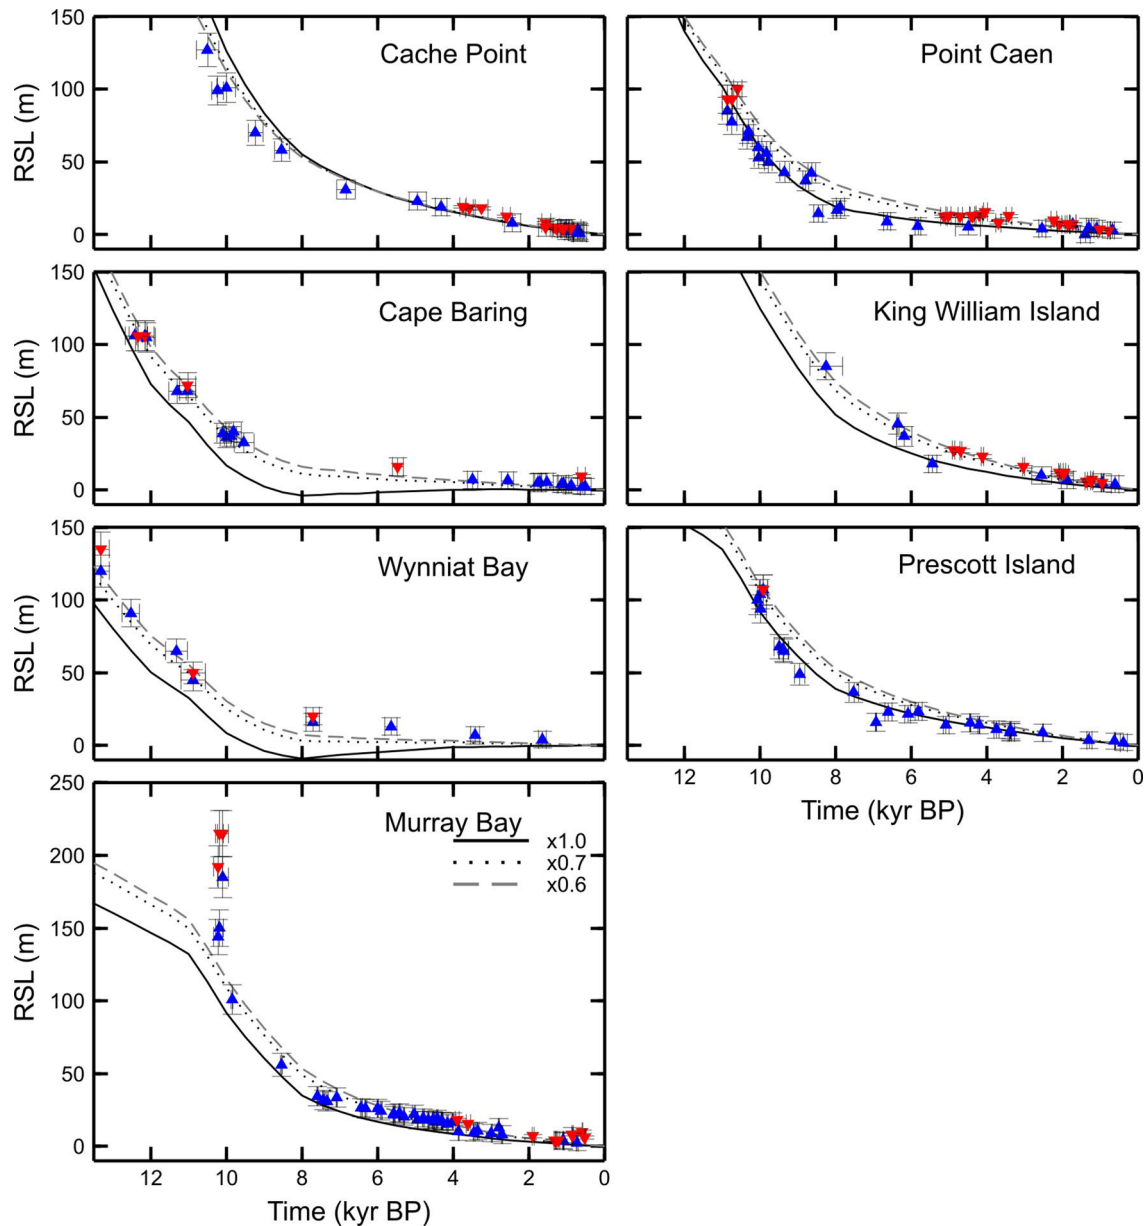 150
100
50
0
RSL (m)
Cache Point
Point Caen
150
100
50
0
RSL (m)
Cape Baring
King William Island
150
100
50
0
RSL (m)
Wynniat Bay
Prescott Island
12 10 8 6 4 2 0
Time (kyr BP)
250
200
150
100
50
0
RSL (m)
Murray Bay
x1.0
x0.7
x0.6
12 10 8 6 4 2 0
Time (kyr BP)